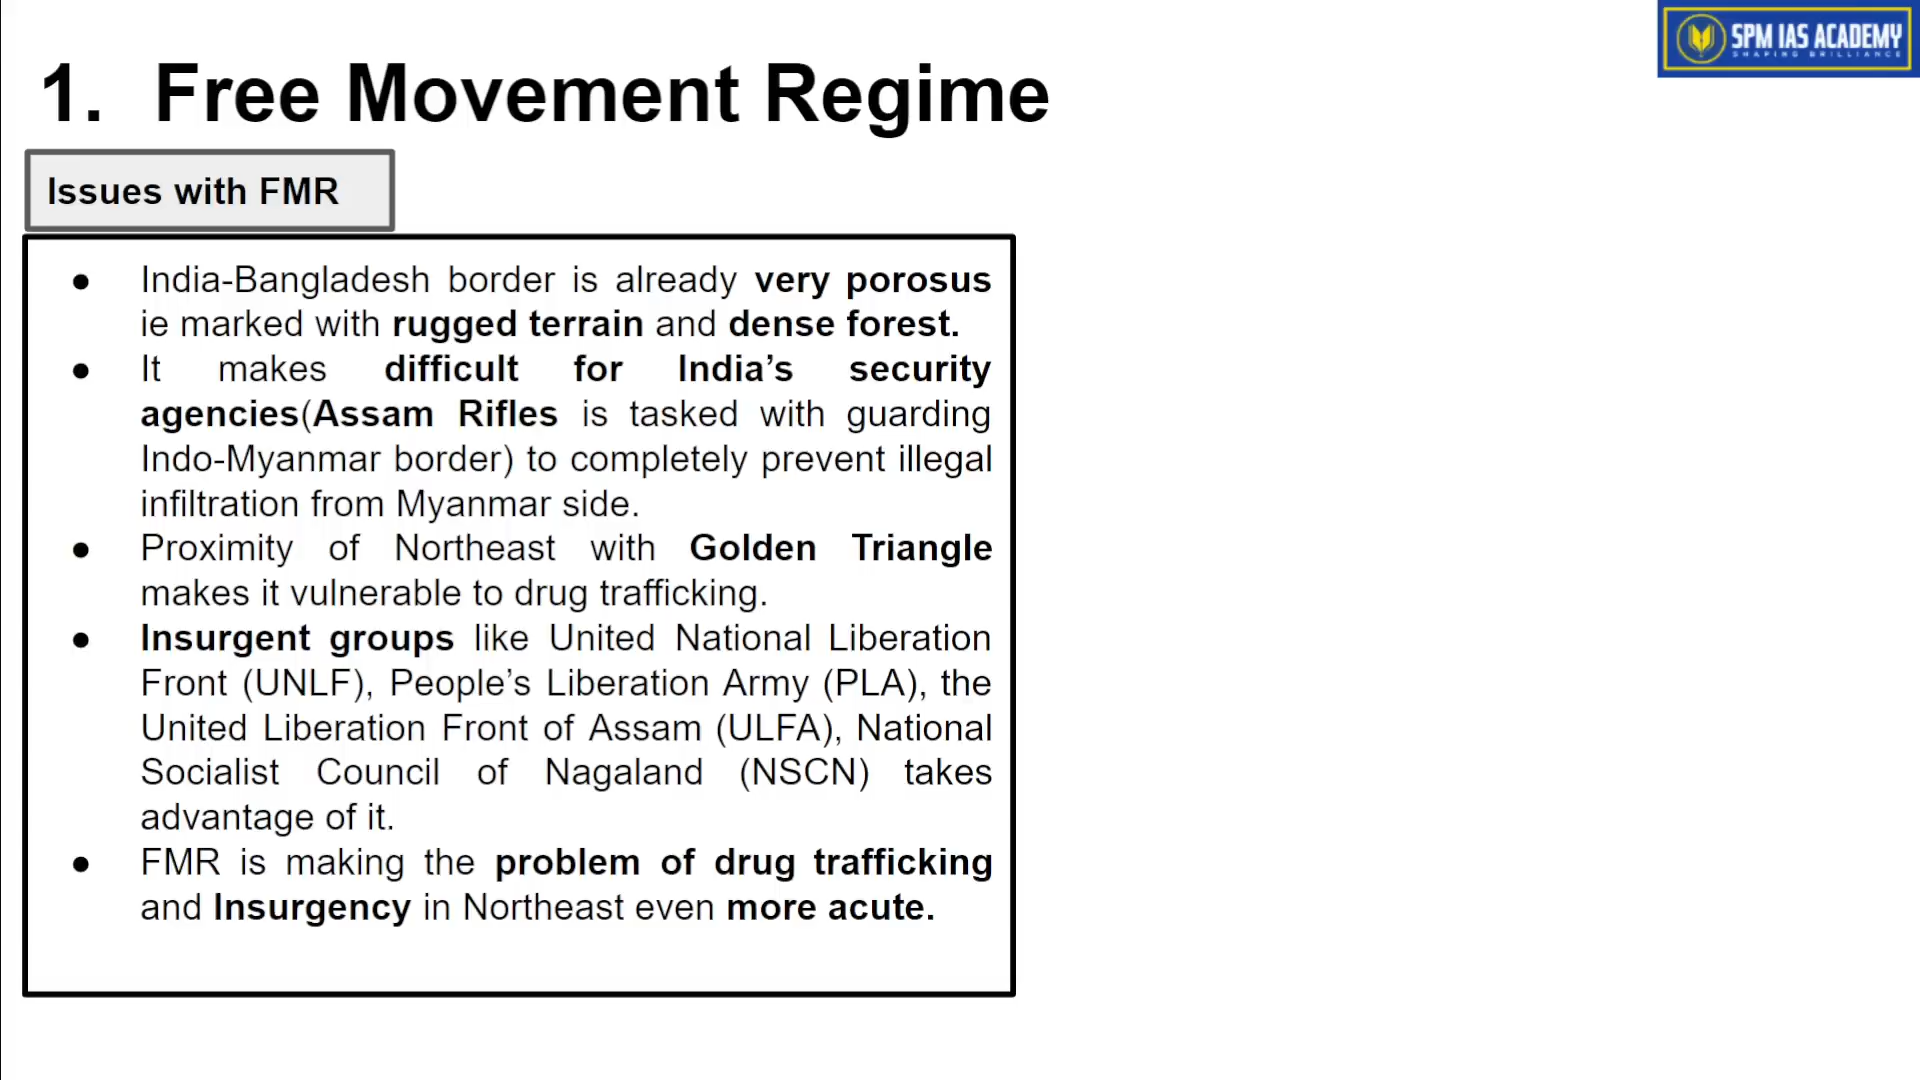 SPM IAS ACADEMY
SHAPING BRILLIANCE
1. Free Movement Regime
Issues with FMR
● India-Bangladesh border is already very porosus
ie marked with rugged terrain and dense forest.
● It makes difficult for India’s security
agencies(Assam Rifles is tasked with guarding
Indo-Myanmar border) to completely prevent illegal
infiltration from Myanmar side.
● Proximity of Northeast with Golden Triangle
makes it vulnerable to drug trafficking.
● Insurgent groups like United National Liberation
Front (UNLF), People’s Liberation Army (PLA), the
United Liberation Front of Assam (ULFA), National
Socialist Council of Nagaland (NSCN) takes
advantage of it.
● FMR is making the problem of drug trafficking
and Insurgency in Northeast even more acute.